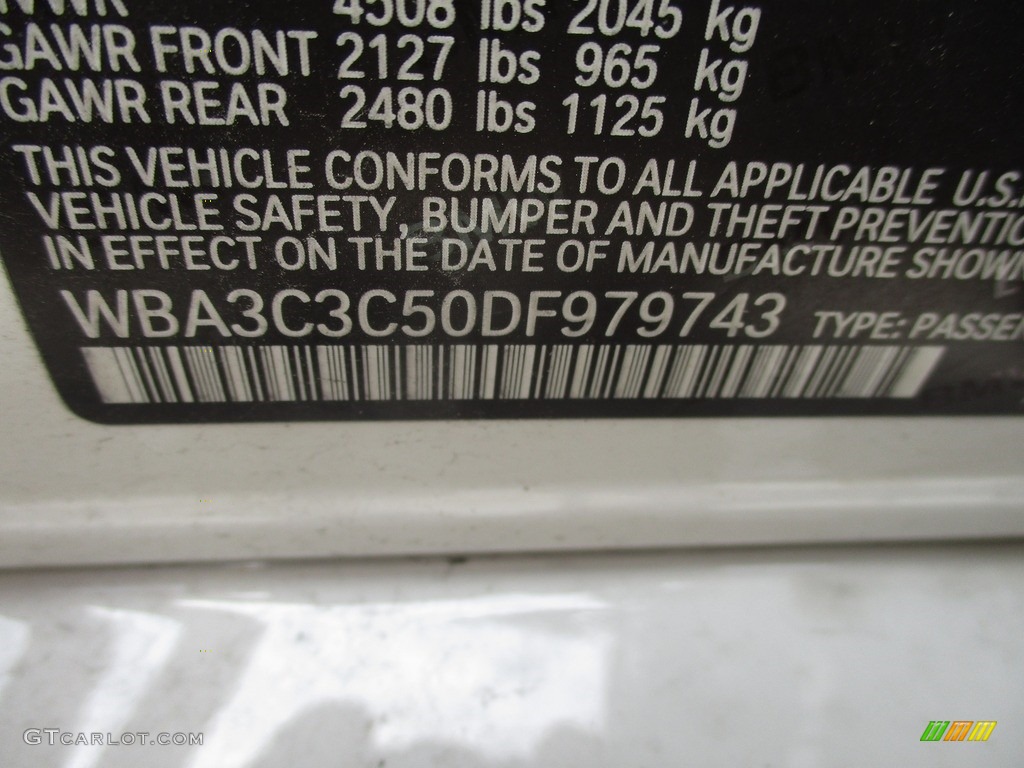 4508 lbs 2045 kg
GAWR FRONT 2127 lbs 965 kg
GAWR REAR 2480 lbs 1125 kg
THIS VEHICLE CONFORMS TO ALL APPLICABLE U.S.
VEHICLE SAFETY, BUMPER AND THEFT PREVENTIO
IN EFFECT ON THE DATE OF MANUFACTURE SHOWN
WBA3C3C50DF979743 TYPE: PASSEN
GTCARLOT.COM